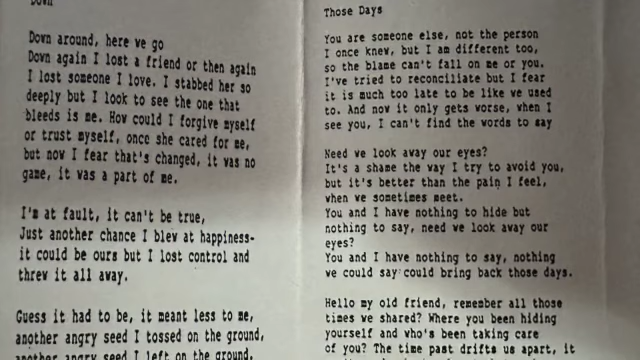 Down
Down around, here we go
Down again I lost a friend or then again
I lost someone I love. I stabbed her so
deeply but I look to see the one that
bleeds is me. How could I forgive myself
or trust myself, once she cared for me,
but now I fear that's changed, it was no
game, it was a part of me.
I'm at fault, it can't be true,
Just another chance I blew at happiness-
it could be ours but I lost control and
threw it all away.
Guess it had to be, it meant less to me,
another angry seed I tossed on the ground,
another angry seed I left on the ground,
Those Days
You are someone else, not the person
I once knew, but I am different too,
so the blame can't fall on me or you.
I've tried to reconciliate but I fear
it is much too late to be like we used
to. And now it only gets worse, when I
see you, I can't find the words to say
Need we look away our eyes?
It's a shame the way I try to avoid you,
but it's better than the pain I feel,
when we sometimes meet.
You and I have nothing to hide but
nothing to say, need we look away our
eyes?
You and I have nothing to say, nothing
we could say could bring back those days.
Hello my old friend, remember all those
times we shared? Where you been hiding
yourself and who's been taking care
of you? The time past drifts us apart, it